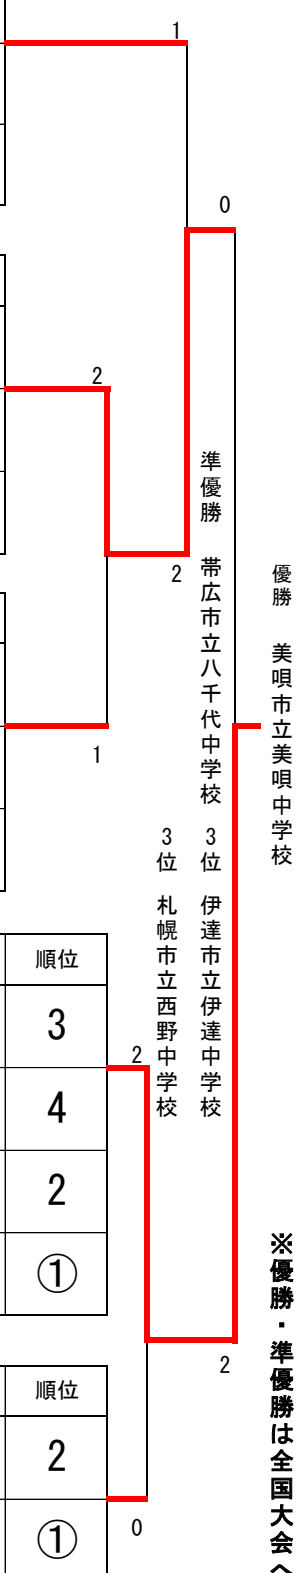 1
0
2
2
1
準優勝　帯広市立八千代中学校
優勝　美唄市立美唄中学校
3位　伊達市立伊達中学校
3位　札幌市立西野中学校
順位
3
4
2
①
2
2
※優勝・準優勝は全国大会へ
順位
2
①
0